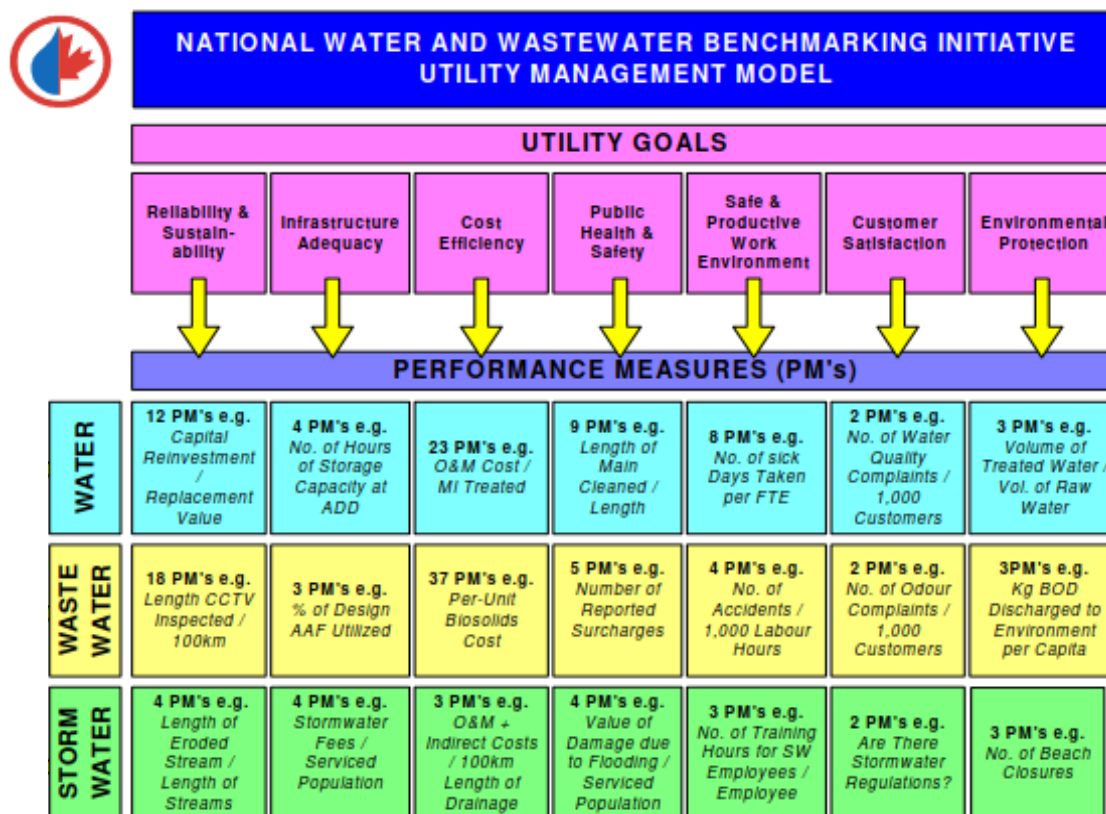 NATIONAL WATER AND WASTEWATER BENCHMARKING INITIATIVE
UTILITY MANAGEMENT MODEL
UTILITY GOALS
Reliability &
Sustain-
ability
Infrastructure
Adequacy
Cost
Efficiency
Public
Health &
Safety
Safe &
Productive
Work
Environment
Customer
Satisfaction
Environmental
Protection
PERFORMANCE MEASURES (PM's)
WATER
12 PM's e.g.
Capital
Reinvestment
/
Replacement
Value
4 PM's e.g.
No. of Hours
of Storage
Capacity at
ADD
23 PM's e.g.
O&M Cost /
Ml Treated
9 PM's e.g.
Length of
Main
Cleaned /
Length
8 PM's e.g.
No. of sick
Days Taken
per FTE
2 PM's e.g.
No. of Water
Quality
Complaints /
1,000
Customers
3 PM's e.g.
Volume of
Treated Water /
Vol. of Raw
Water
WASTE
WATER
18 PM's e.g.
Length CCTV
Inspected /
100km
3 PM's e.g.
% of Design
AAF Utilized
37 PM's e.g.
Per-Unit
Biosolids
Cost
5 PM's e.g.
Number of
Reported
Surcharges
4 PM's e.g.
No. of
Accidents /
1,000 Labour
Hours
2 PM's e.g.
No. of Odour
Complaints /
1,000
Customers
3PM's e.g.
Kg BOD
Discharged to
Environment
per Capita
STORM
WATER
4 PM's e.g.
Length of
Eroded
Stream /
Length of
Streams
4 PM's e.g.
Stormwater
Fees /
Serviced
Population
3 PM's e.g.
O&M +
Indirect Costs
/ 100km
Length of
Drainage
4 PM's e.g.
Value of
Damage due
to Flooding /
Serviced
Population
3 PM's e.g.
No. of Training
Hours for SW
Employees /
Employee
2 PM's e.g.
Are There
Stormwater
Regulations?
3 PM's e.g.
No. of Beach
Closures